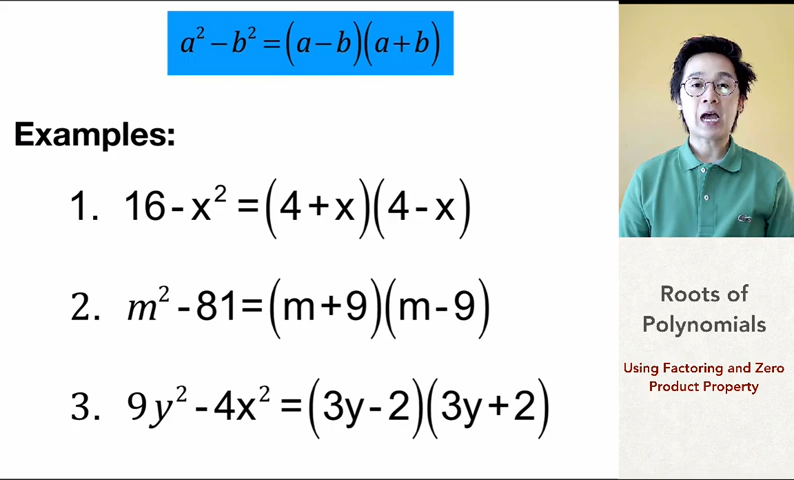 a² − b² = (a − b)(a + b)
Examples:
1. 16 - x² = (4 + x)(4 - x)
2. m² - 81 = (m + 9)(m - 9)
3. 9y² - 4x² = (3y - 2)(3y + 2)
Roots of
Polynomials
Using Factoring and Zero
Product Property